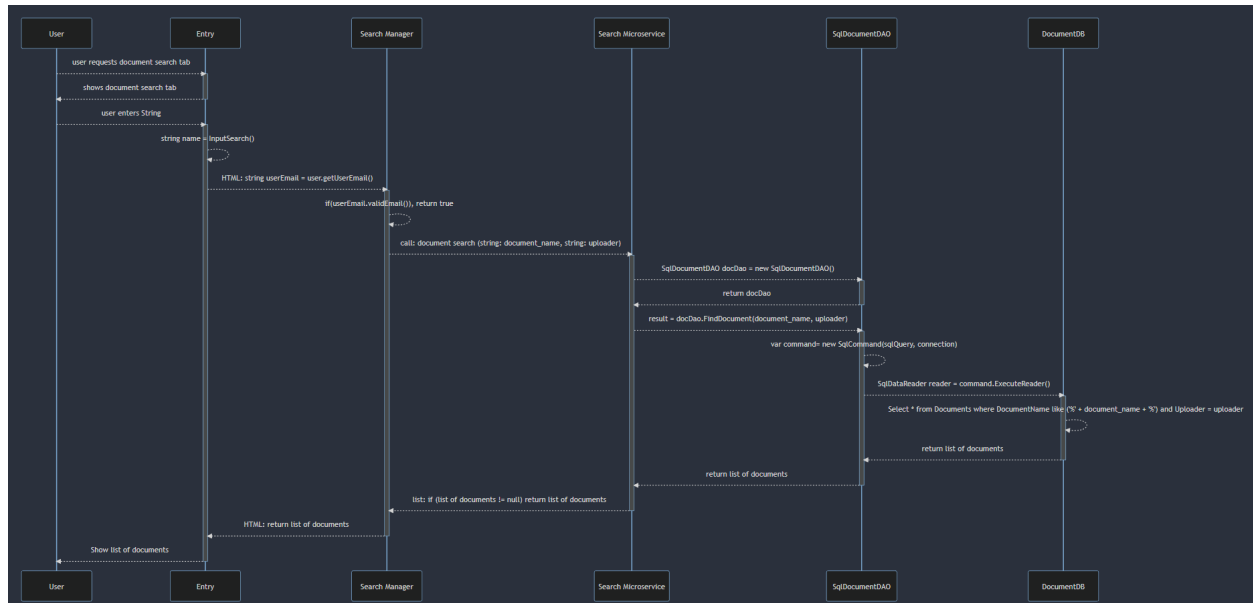 User Entry Search Manager Search Microservice SqlDocumentDAO DocumentDB
user requests document search tab
shows document search tab
user enters String
string name = InputSearch()
HTML: string userEmail = user.getUserEmail()
if(userEmail.validEmail()), return true
call: document search (string: document_name, string: uploader)
SqlDocumentDAO docDao = new SqlDocumentDAO()
return docDao
result = docDao.FindDocument(document_name, uploader)
var command= new SqlCommand(sqlQuery, connection)
SqlDataReader reader = command.ExecuteReader()
Select * from Documents where DocumentName like ('%' + document_name + '%') and Uploader = uploader
return list of documents
return list of documents
list: if (list of documents != null) return list of documents
HTML: return list of documents
Show list of documents
User Entry Search Manager Search Microservice SqlDocumentDAO DocumentDB